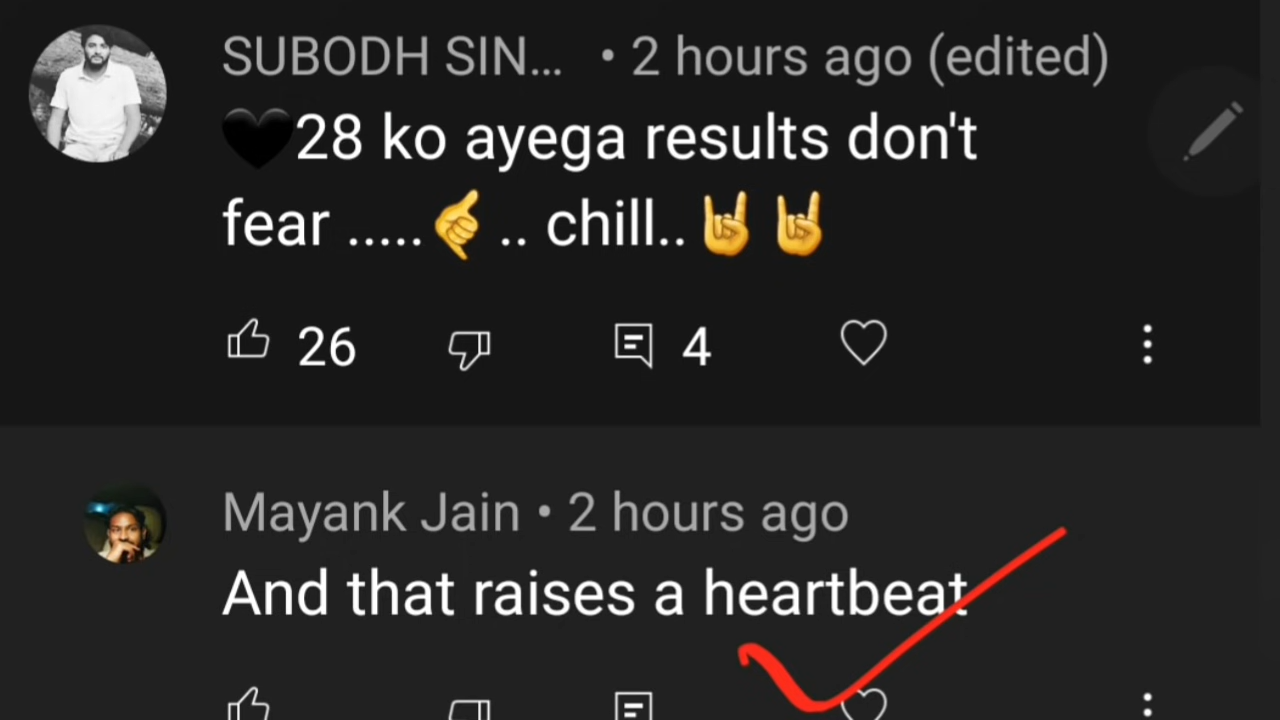 SUBODH SIN... • 2 hours ago (edited)
🖤28 ko ayega results don't
fear .....🤙.. chill..🤘🤘
26 4
Mayank Jain • 2 hours ago
And that raises a heartbeat